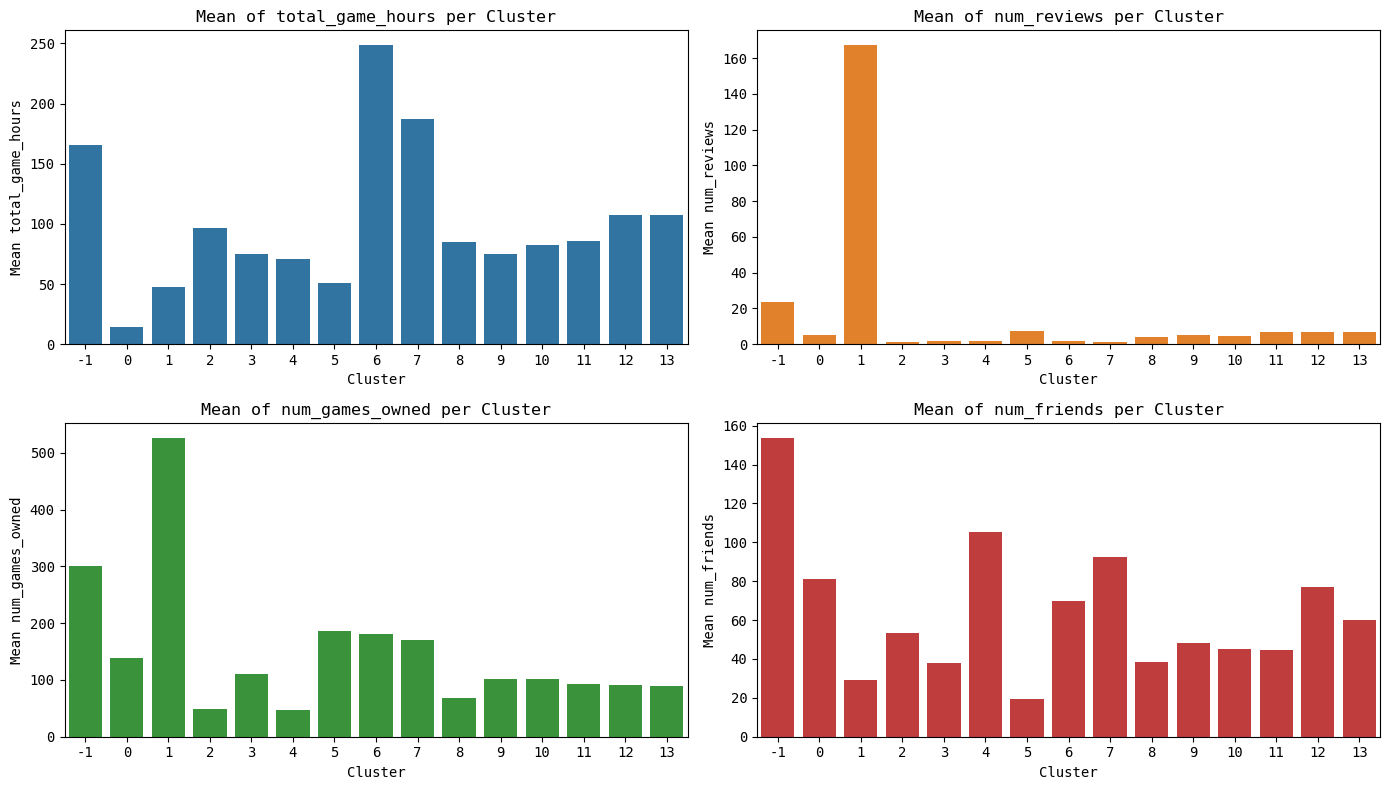 Mean of total_game_hours per Cluster
Mean total_game_hours
250
200
150
100
50
0
-1 0 1 2 3 4 5 6 7 8 9 10 11 12 13
Cluster
Mean of num_reviews per Cluster
Mean num_reviews
160
140
120
100
80
60
40
20
0
-1 0 1 2 3 4 5 6 7 8 9 10 11 12 13
Cluster
Mean of num_games_owned per Cluster
Mean num_games_owned
500
400
300
200
100
0
-1 0 1 2 3 4 5 6 7 8 9 10 11 12 13
Cluster
Mean of num_friends per Cluster
Mean num_friends
160
140
120
100
80
60
40
20
0
-1 0 1 2 3 4 5 6 7 8 9 10 11 12 13
Cluster